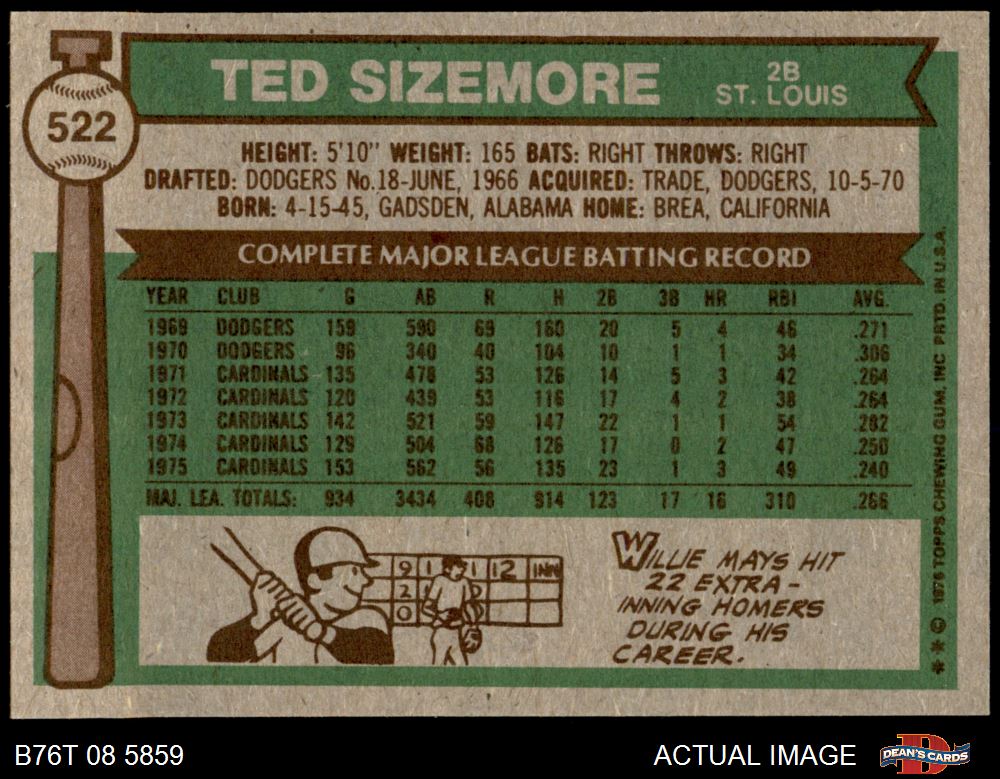 522
TED SIZEMORE 2B
ST. LOUIS
HEIGHT: 5'10" WEIGHT: 165 BATS: RIGHT THROWS: RIGHT
DRAFTED: DODGERS No.18-JUNE, 1966 ACQUIRED: TRADE, DODGERS, 10-5-70
BORN: 4-15-45, GADSDEN, ALABAMA HOME: BREA, CALIFORNIA
COMPLETE MAJOR LEAGUE BATTING RECORD
YEAR CLUB G AB R H 2B 3B HR RBI AVG.
1969 DODGERS 159 590 69 160 20 5 4 46 .271
1970 DODGERS 96 340 40 104 10 1 1 34 .306
1971 CARDINALS 135 478 53 126 14 5 3 42 .264
1972 CARDINALS 120 439 53 116 17 4 2 38 .264
1973 CARDINALS 142 521 59 147 22 1 1 54 .282
1974 CARDINALS 129 504 68 126 17 0 2 47 .250
1975 CARDINALS 153 562 56 135 23 1 3 49 .240
MAJ. LEA. TOTALS: 934 3434 408 914 123 17 16 310 .266
9 1 1 12 INN
2
0
WILLIE MAYS HIT
22 EXTRA-
INNING HOMERS
DURING HIS
CAREER.
* * © 1976 TOPPS CHEWING GUM, INC PRTD. IN U.S.A.
B76T 08 5859
ACTUAL IMAGE
D
DEAN'S CARDS